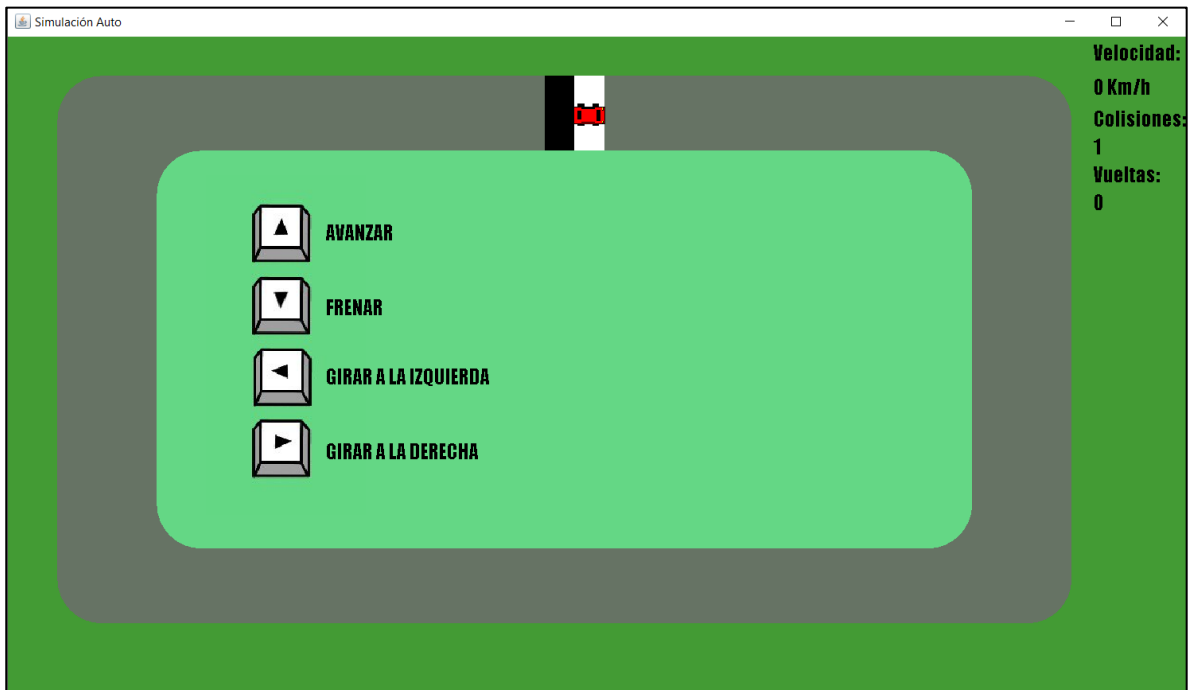 Simulación Auto
Velocidad:
0 Km/h
Colisiones:
1
Vueltas:
0
AVANZAR
FRENAR
GIRAR A LA IZQUIERDA
GIRAR A LA DERECHA